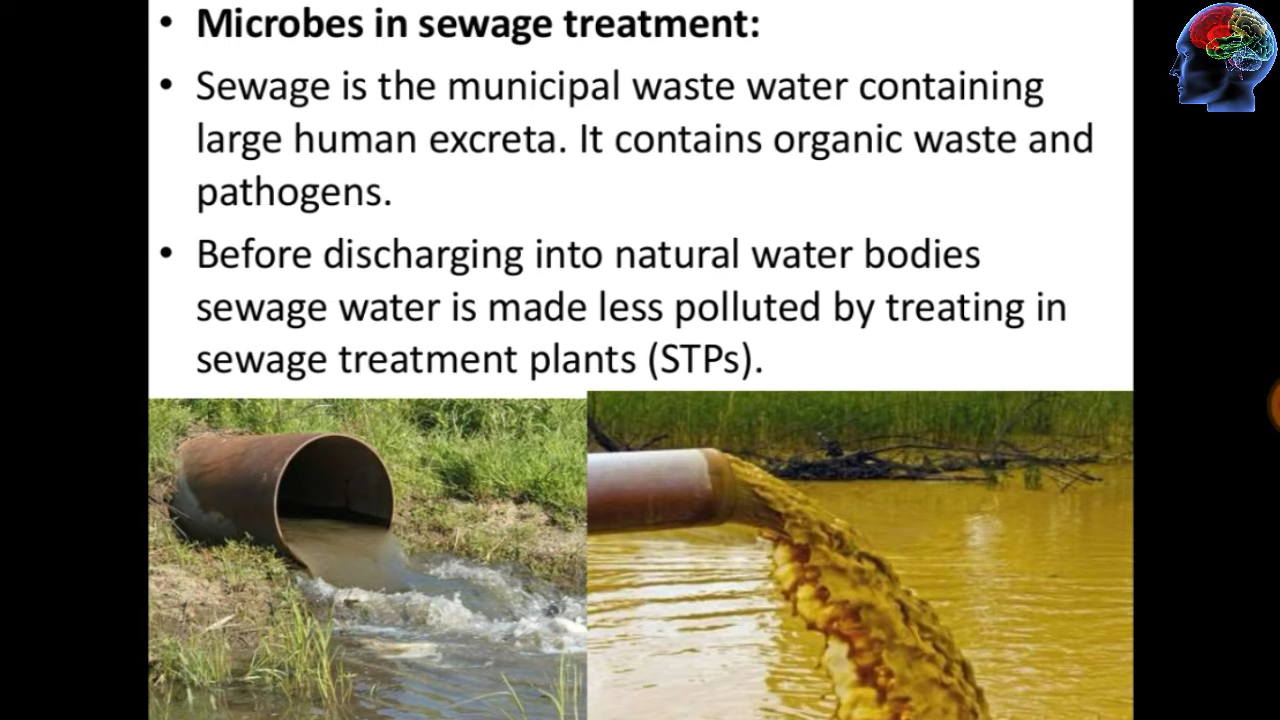 • Microbes in sewage treatment:
• Sewage is the municipal waste water containing
large human excreta. It contains organic waste and
pathogens.
• Before discharging into natural water bodies
sewage water is made less polluted by treating in
sewage treatment plants (STPs).